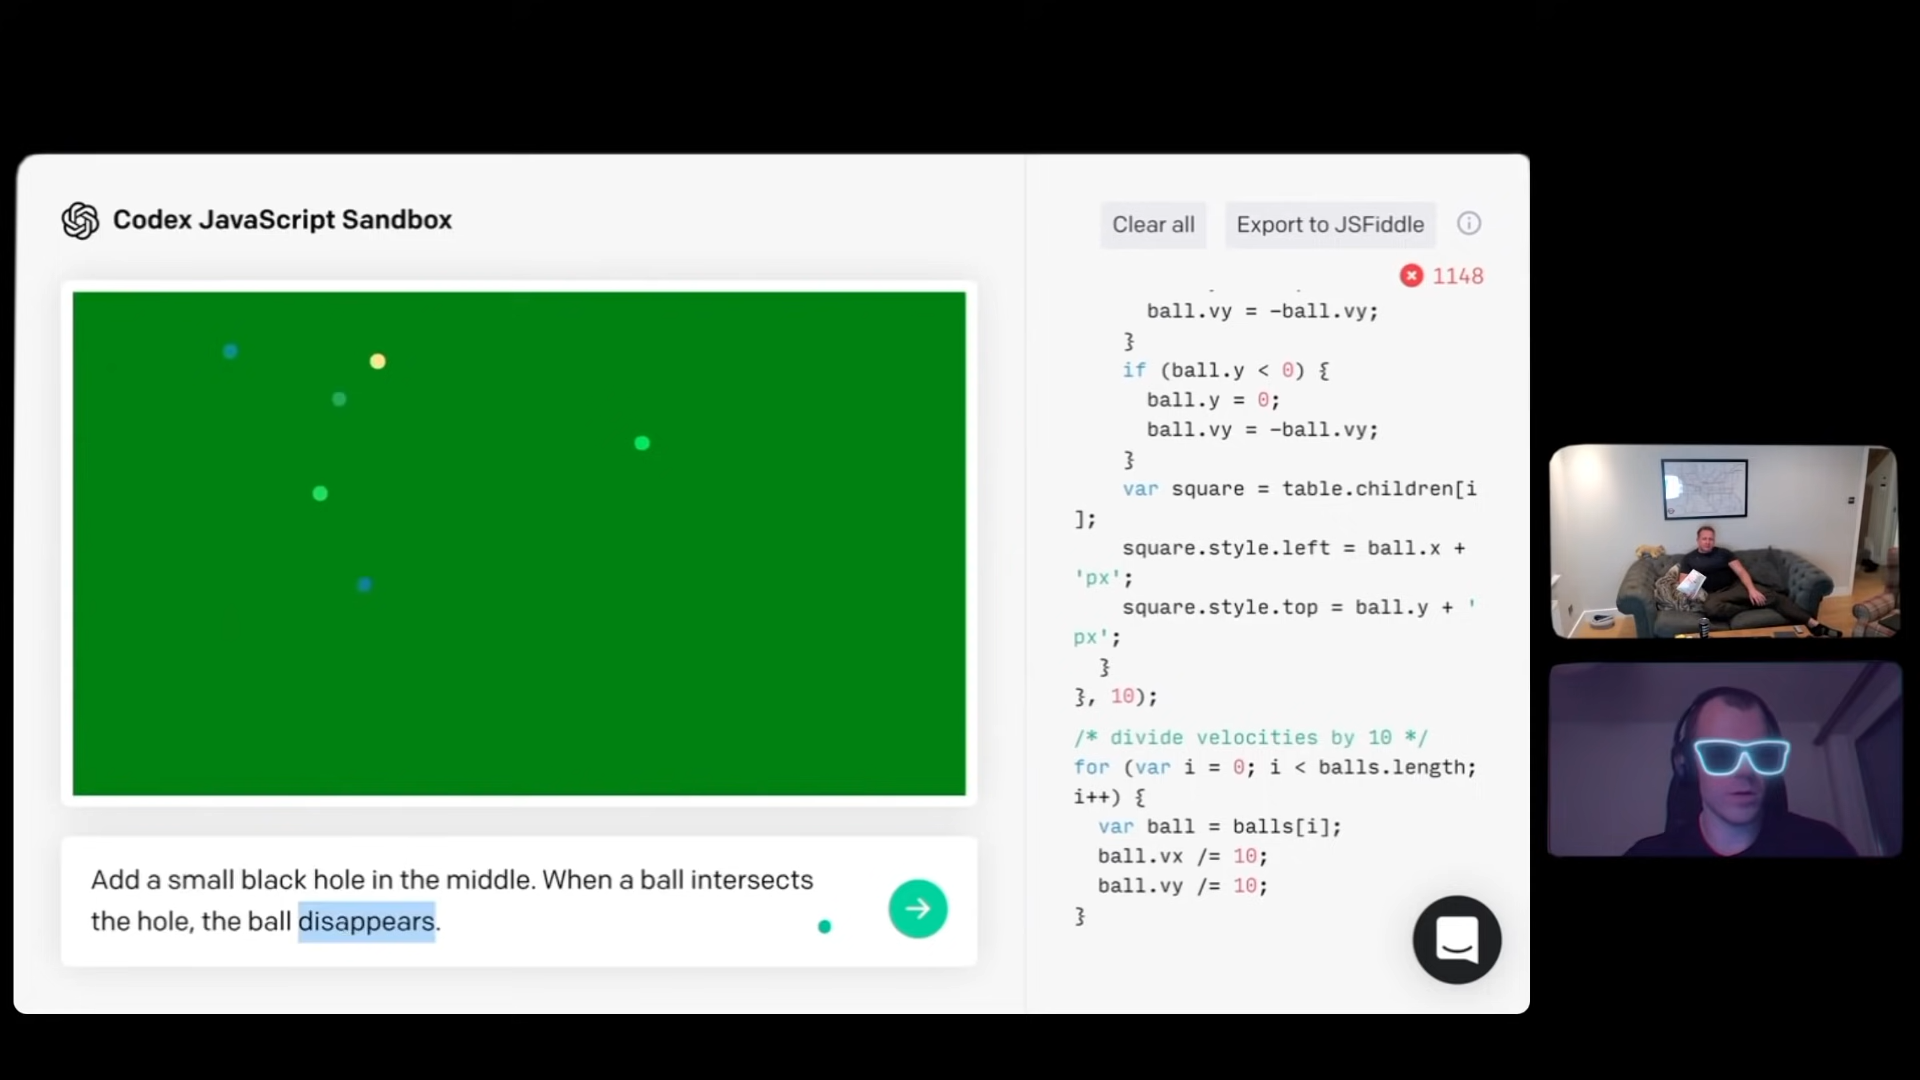 Codex JavaScript Sandbox
Clear all
Export to JSFiddle
1148
ball.vy = -ball.vy;
}
if (ball.y < 0) {
ball.y = 0;
ball.vy = -ball.vy;
}
var square = table.children[i
];
square.style.left = ball.x +
'px';
square.style.top = ball.y + '
px';
}
}, 10);
/* divide velocities by 10 */
for (var i = 0; i < balls.length;
i++) {
var ball = balls[i];
ball.vx /= 10;
ball.vy /= 10;
}
Add a small black hole in the middle. When a ball intersects
the hole, the ball disappears.